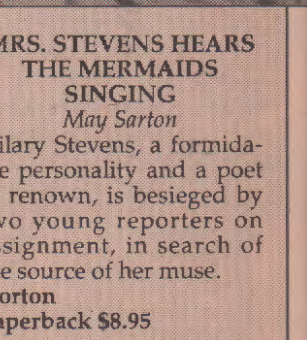 MRS. STEVENS HEARS
THE MERMAIDS
SINGING
May Sarton
ilary Stevens, a formida-
e personality and a poet
renown, is besieged by
wo young reporters on
ssignment, in search of
e source of her muse.
orton
aperback $8.95